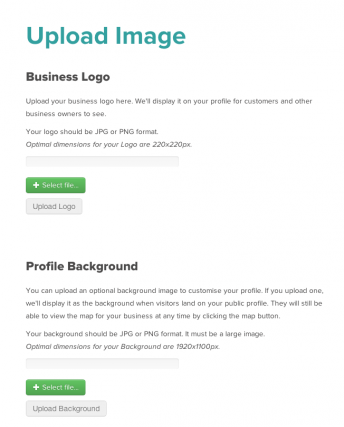 Upload Image
Business Logo
Upload your business logo here. We'll display it on your profile for customers and other
business owners to see.
Your logo should be JPG or PNG format.
Optimal dimensions for your Logo are 220x220px.
+ Select file...
Upload Logo
Profile Background
You can upload an optional background image to customise your profile. If you upload one,
we'll display it as the background when visitors land on your public profile. They will still be
able to view the map for your business at any time by clicking the map button.
Your background should be JPG or PNG format. It must be a large image.
Optimal dimensions for your Background are 1920x1100px.
+ Select file...
Upload Background